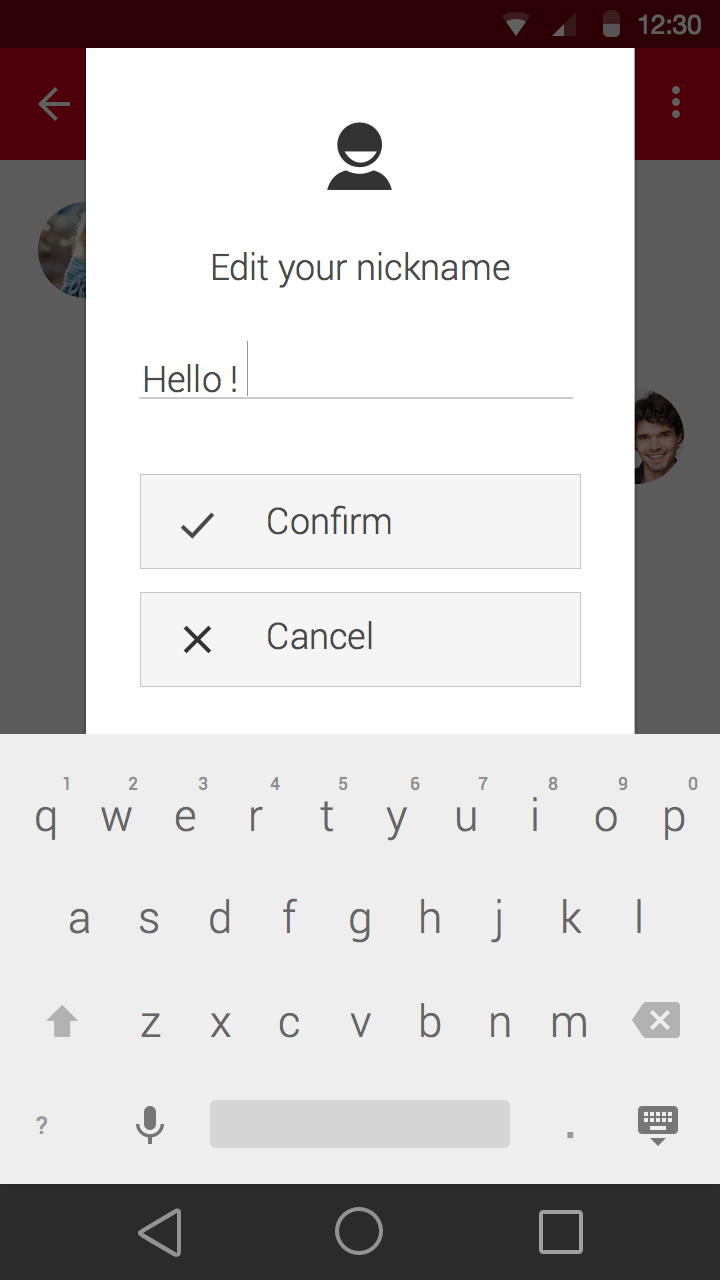 12:30
Edit your nickname
Hello !
Confirm
Cancel
1 2 3 4 5 6 7 8 9 0
q w e r t y u i o p
a s d f g h j k l
z x c v b n m
? .